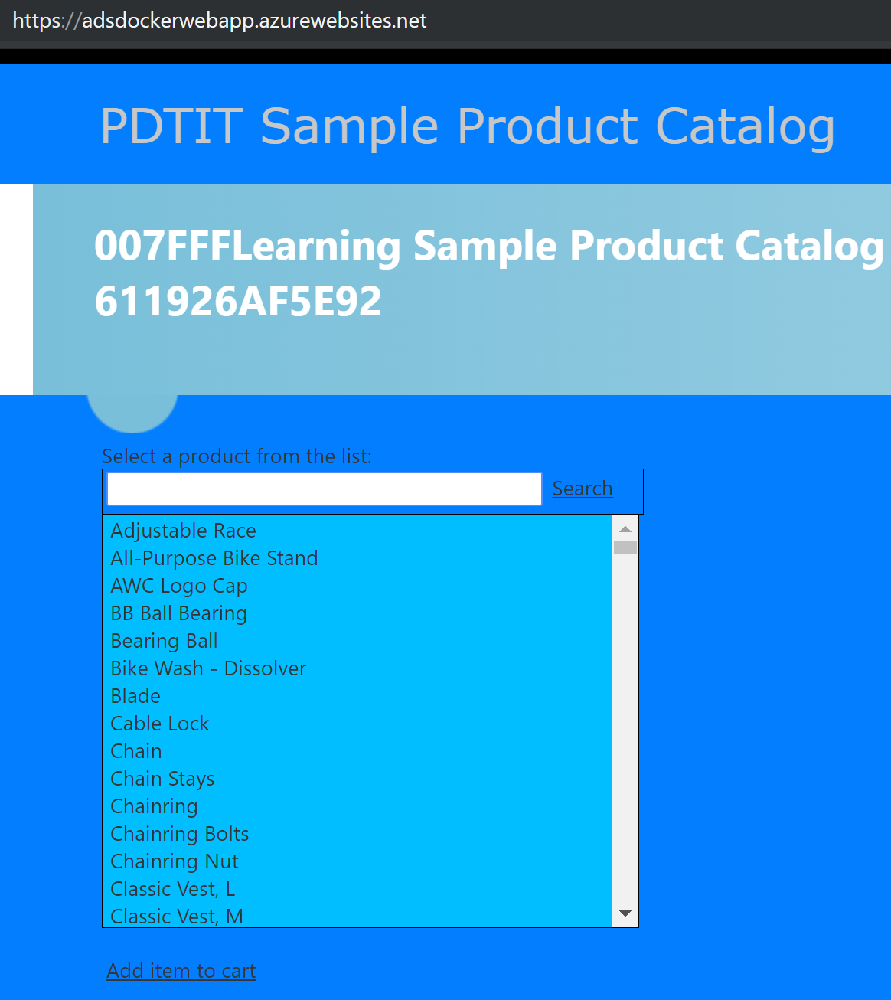 https://adsdockerwebapp.azurewebsites.net
PDTIT Sample Product Catalog
007FFFLearning Sample Product Catalog
611926AF5E92
Select a product from the list:
Search
Adjustable Race
All-Purpose Bike Stand
AWC Logo Cap
BB Ball Bearing
Bearing Ball
Bike Wash - Dissolver
Blade
Cable Lock
Chain
Chain Stays
Chainring
Chainring Bolts
Chainring Nut
Classic Vest, L
Classic Vest, M
Add item to cart